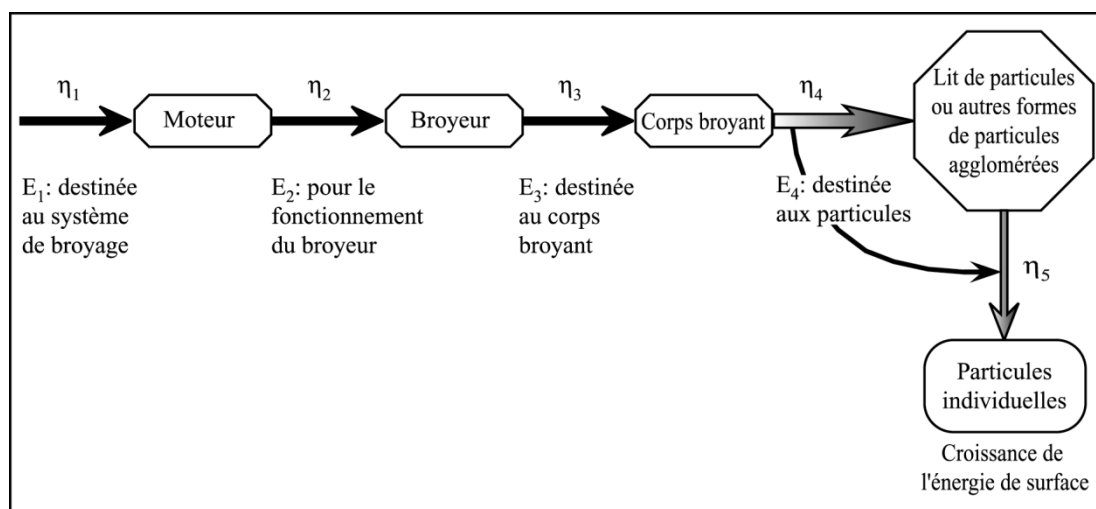 η₁
Moteur
E₁: destinée
au système
de broyage
η₂
Broyeur
E₂: pour le
fonctionnement
du broyeur
η₃
Corps broyant
E₃: destinée
au corps
broyant
η₄
E₄: destinée
aux particules
Lit de particules
ou autres formes
de particules
agglomérées
η₅
Particules
individuelles
Croissance de
l'énergie de surface